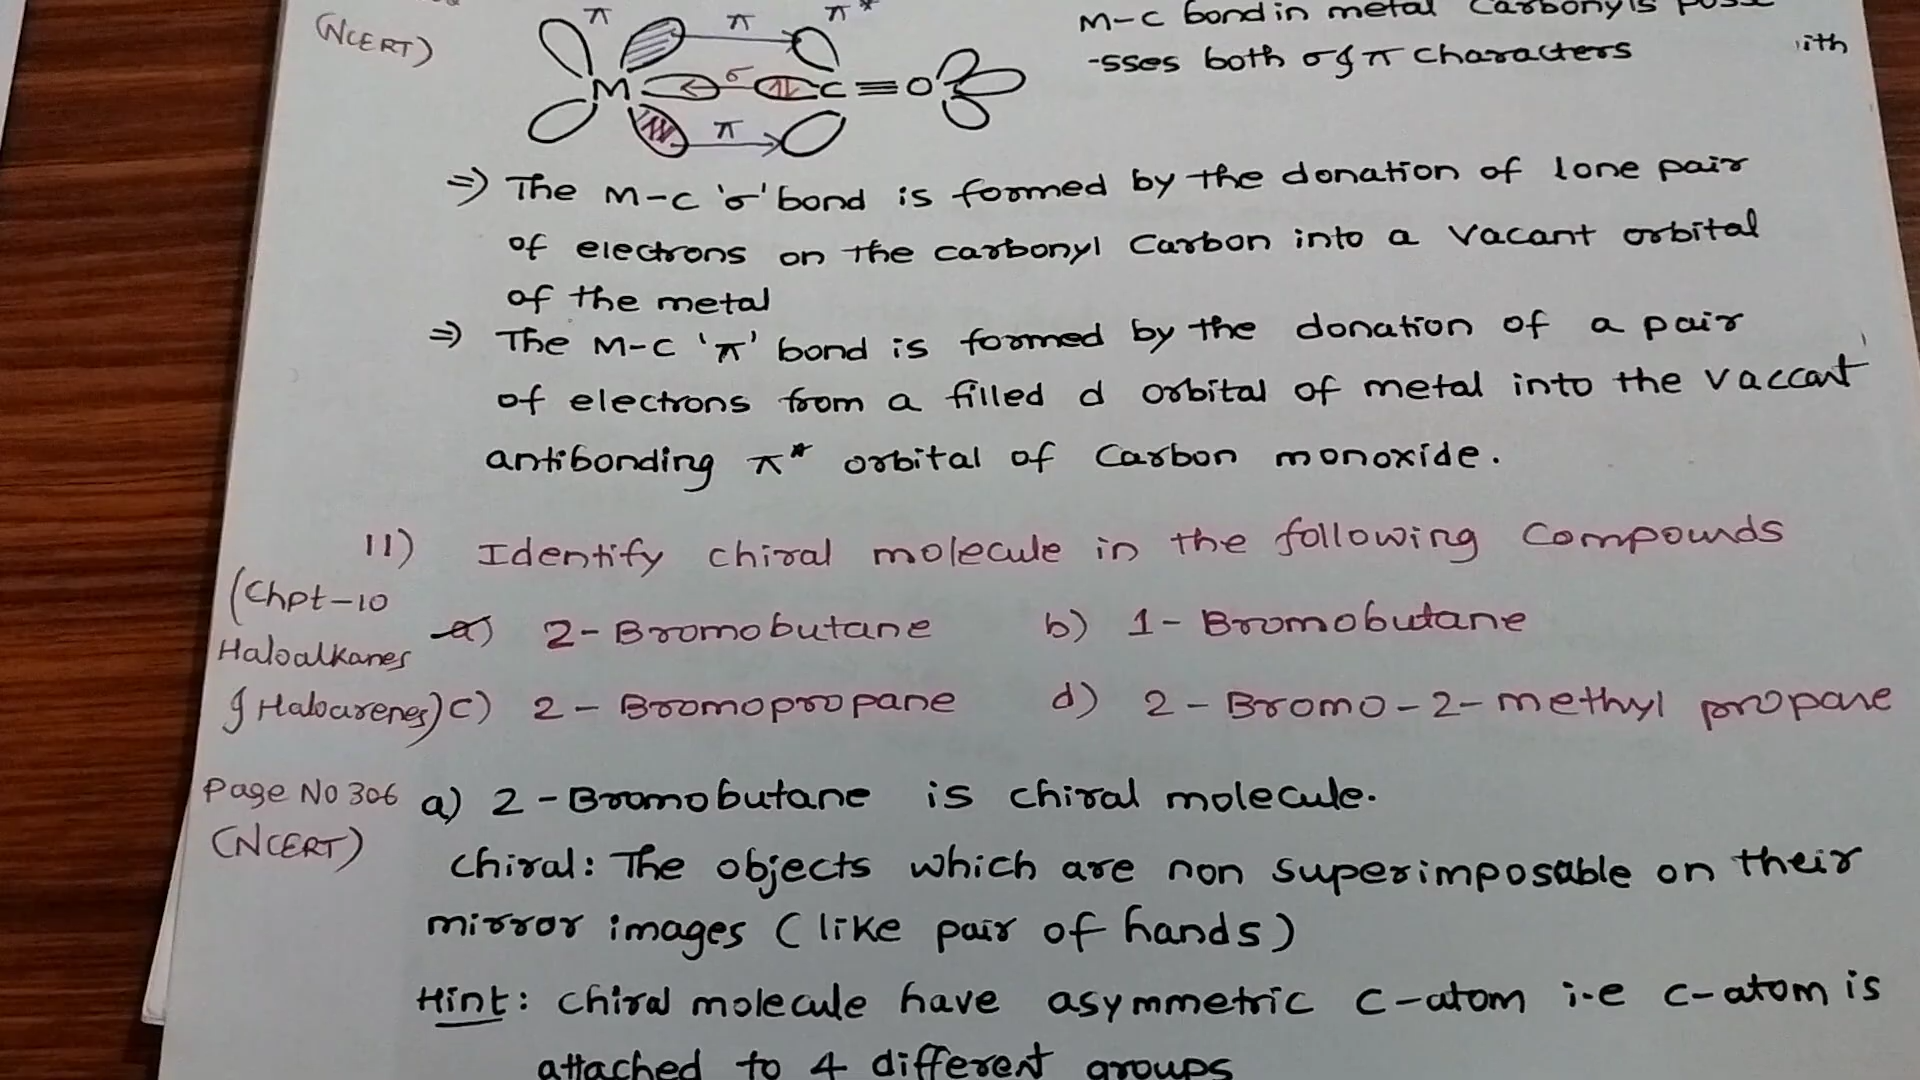 (NCERT)
π π π*
M σ C≡O
π
M-C bond in metal Carbonyls
-sses both σ & π characters
ith
⇒ The M-C 'σ' bond is formed by the donation of lone pair
of electrons on the carbonyl Carbon into a vacant orbital
of the metal
⇒ The M-C 'π' bond is formed by the donation of a pair
of electrons from a filled d orbital of metal into the vaccant
antibonding π* orbital of Carbon monoxide.
11) Identify chiral molecule in the following Compounds
(Chpt-10
Haloalkanes
& Haloarenes)
a) 2-Bromobutane b) 1-Bromobutane
c) 2-Bromopropane d) 2-Bromo-2-methyl propane
Page No 306
(NCERT)
a) 2-Bromobutane is chiral molecule.
Chiral: The objects which are non superimposable on their
mirror images (like pair of hands)
Hint: chiral molecule have asymmetric C-atom i.e C-atom is
attached to 4 different groups